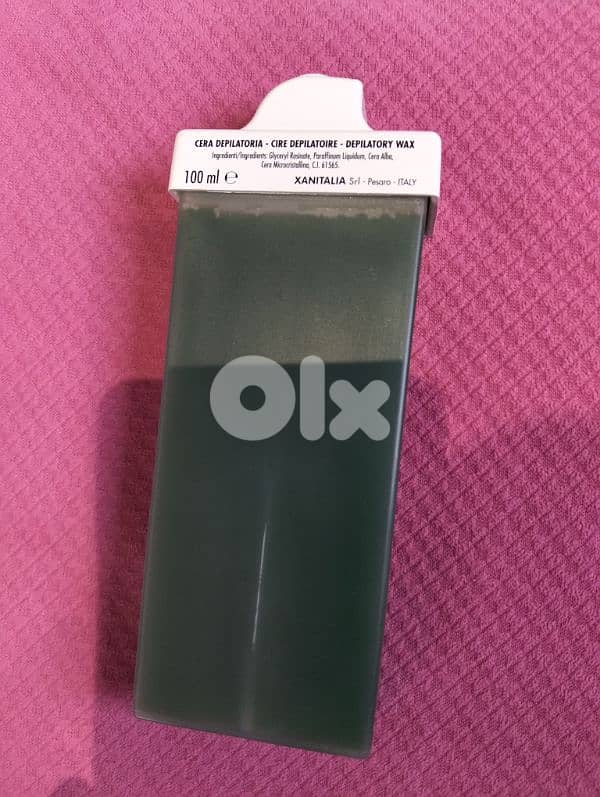 CERA DEPILATORIA - CIRE DEPILATOIRE - DEPILATORY WAX
Ingredienti/Ingredients: Glyceryl Rosinate, Paraffinum Liquidum, Cera Alba,
Cera Microcristallina, C.I. 61565.
100 ml ℮ XANITALIA Srl - Pesaro - ITALY
Olx